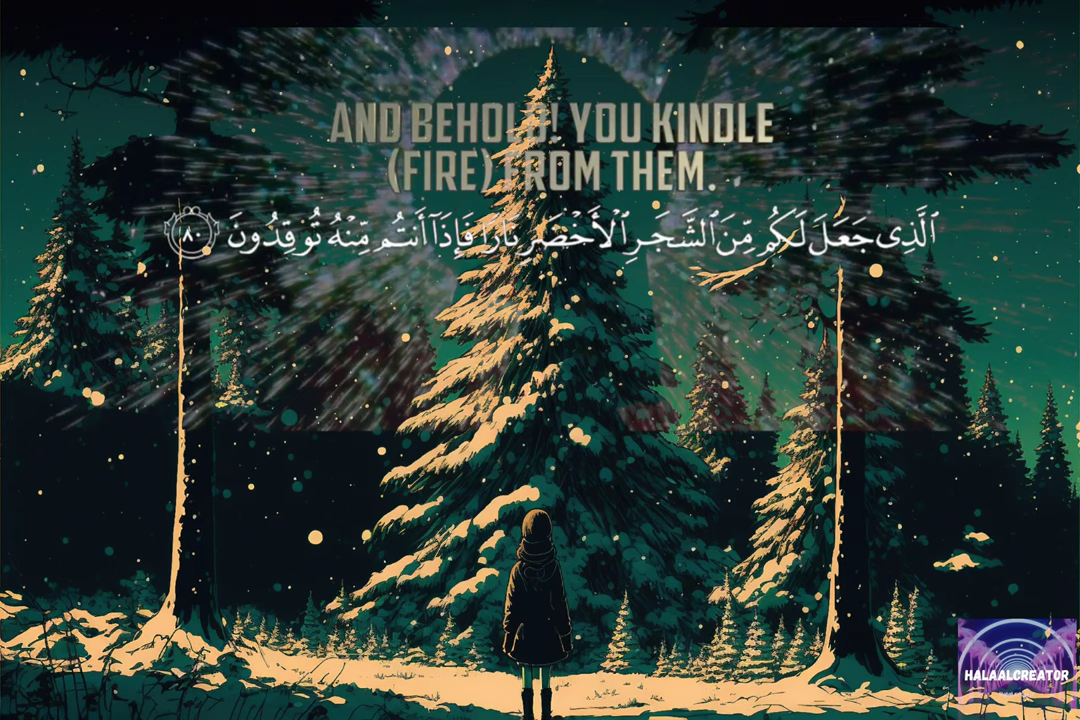 AND BEHOLD! YOU KINDLE
(FIRE) FROM THEM.
ٱلَّذِى جَعَلَ لَكُم مِّنَ ٱلشَّجَرِ ٱلْأَخْضَرِ نَارًا فَإِذَآ أَنتُم مِّنْهُ تُوقِدُونَ ٨٠
HALAALCREATOR